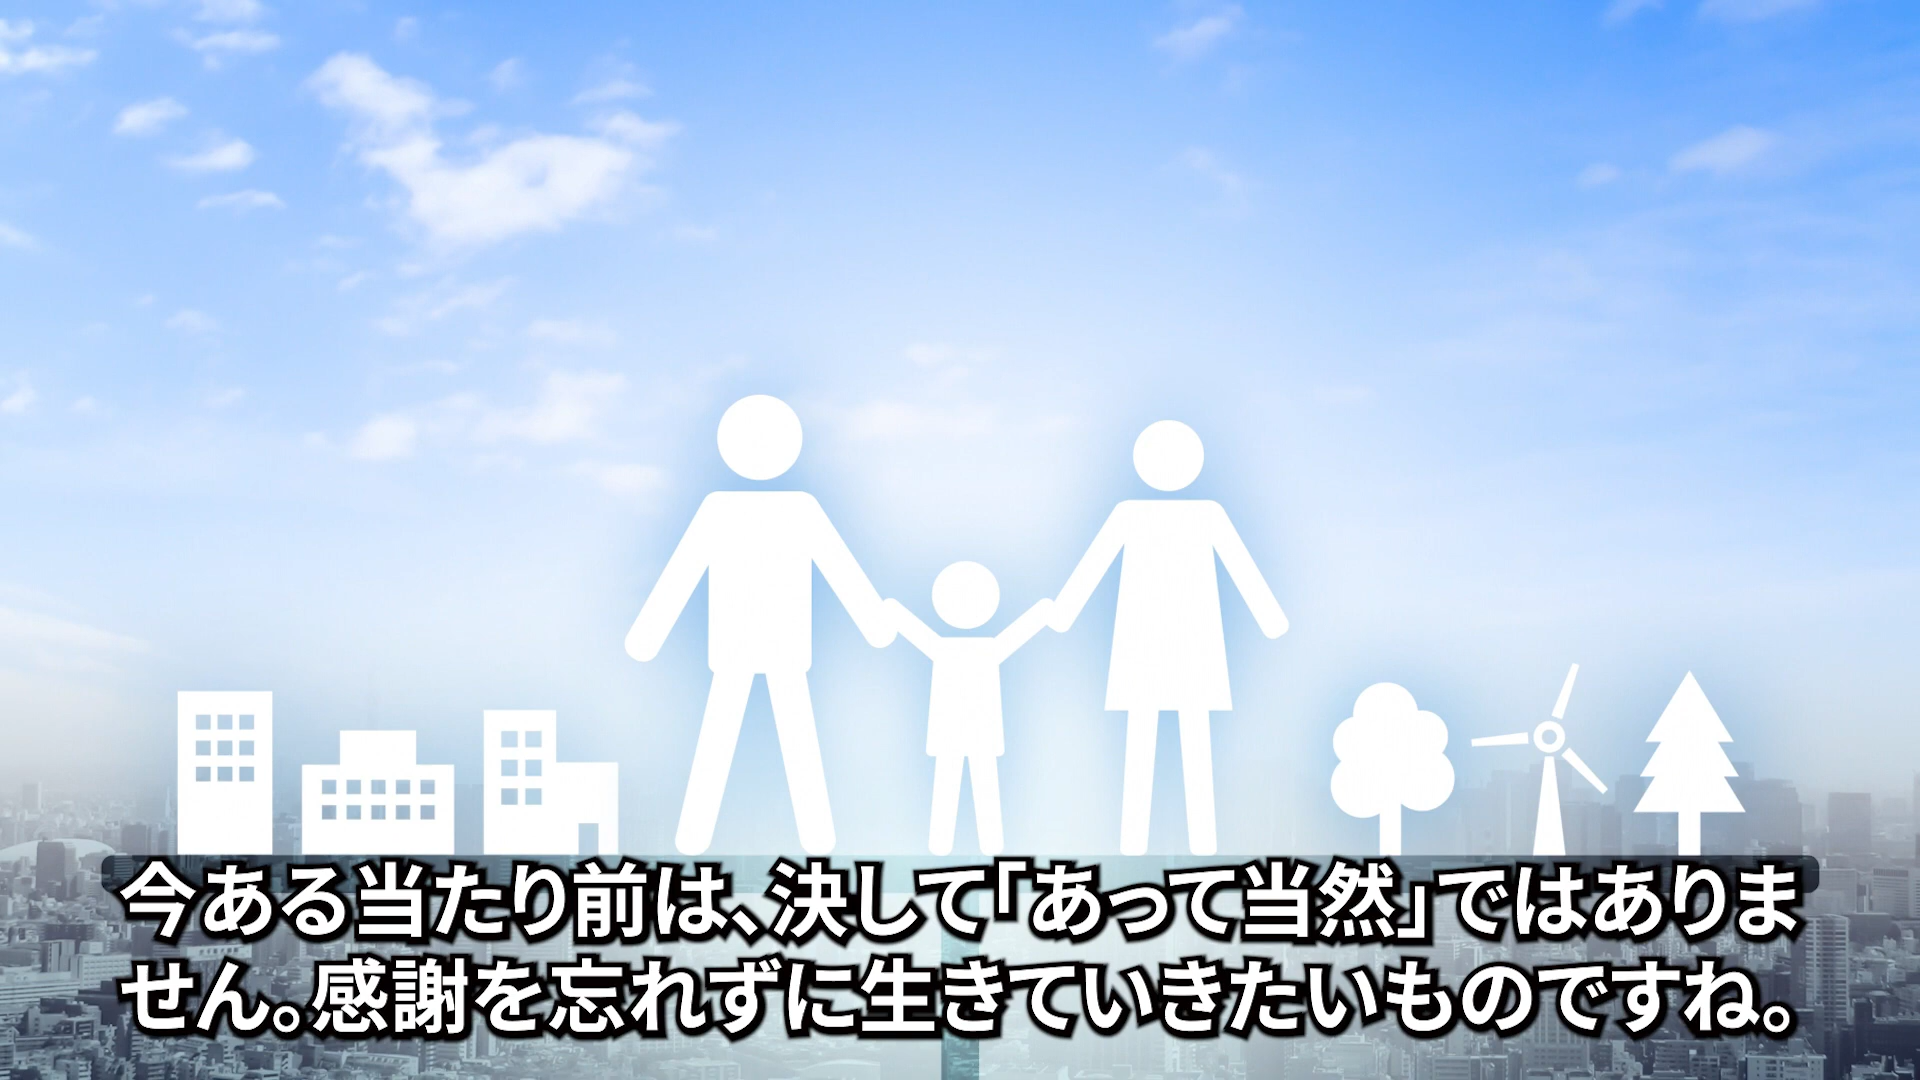 今ある当たり前は、決して「あって当然」ではありま
せん。感謝を忘れずに生きていきたいものですね。